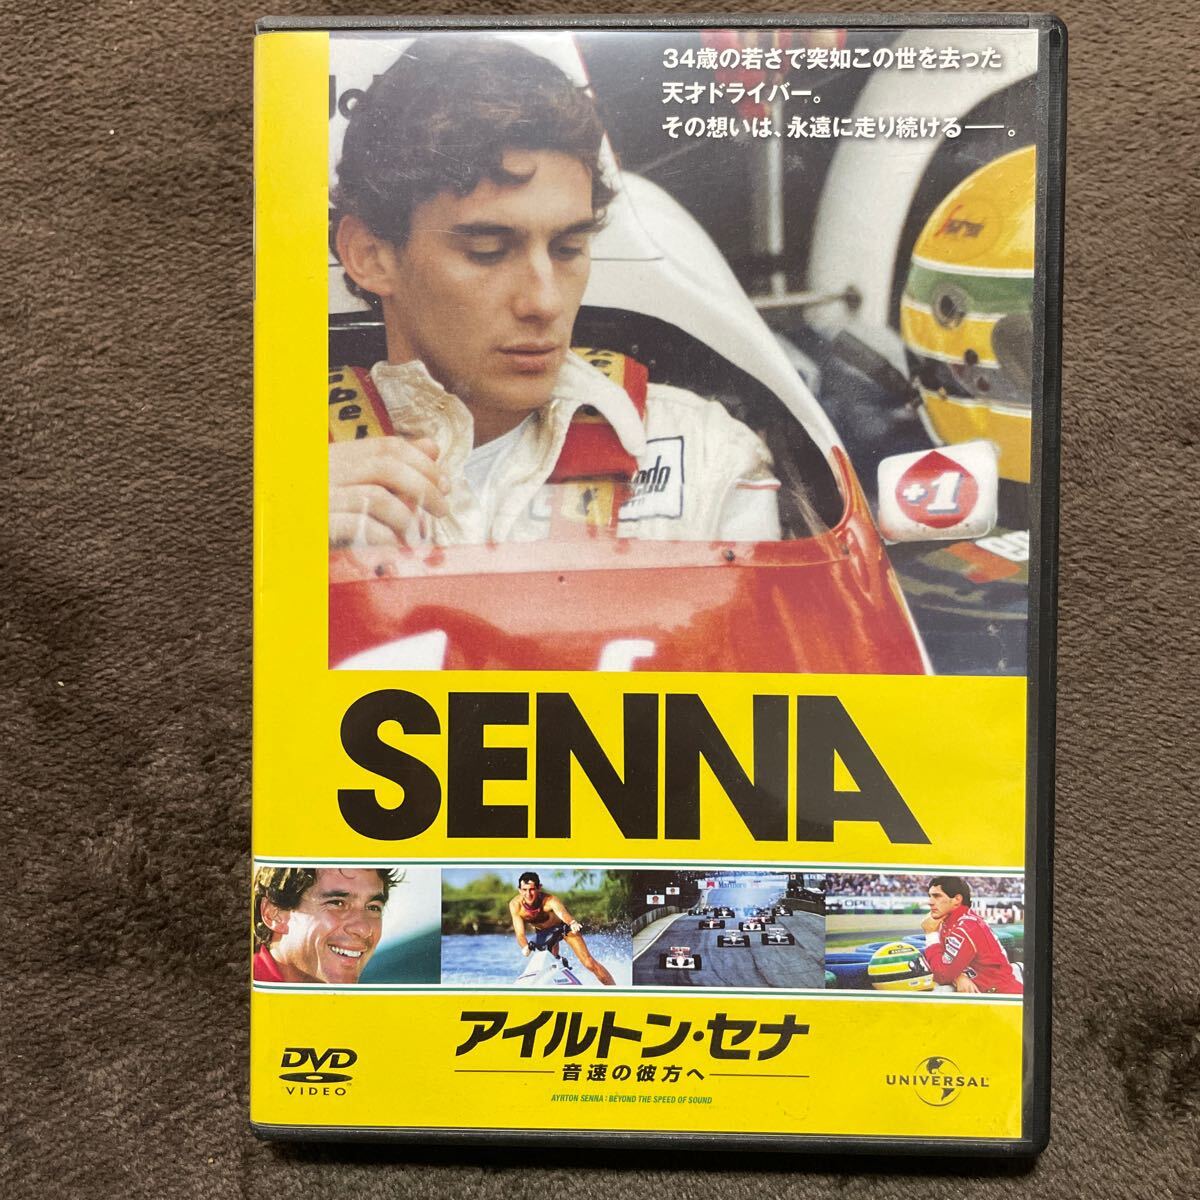 34歳の若さで突如この世を去った
天才ドライバー。
その想いは、永遠に走り続ける──。
+1
SENNA
Marlboro
OPEL
アイルトン・セナ
音速の彼方へ
AYRTON SENNA : BEYOND THE SPEED OF SOUND
DVD
VIDEO
UNIVERSAL